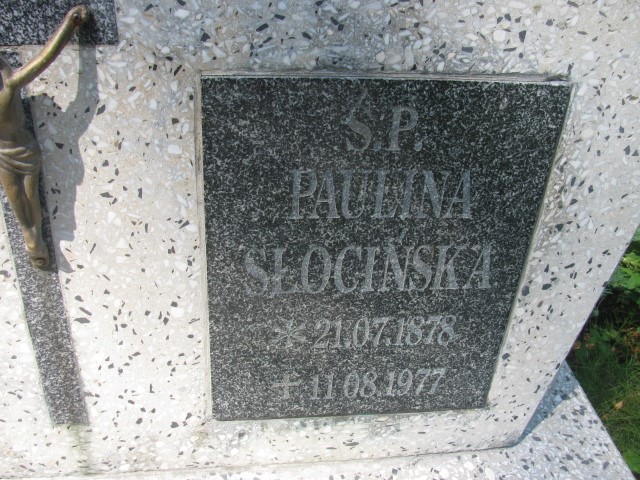 Ś.P.
PAULINA
SŁOCIŃSKA
* 21.07.1878
+ 11 08.1977